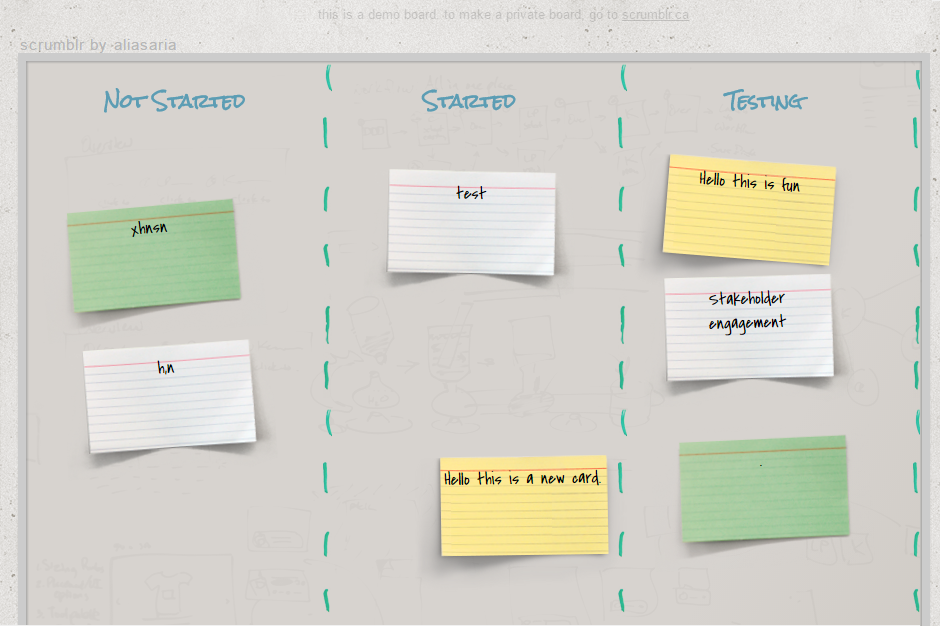 this is a demo board. to make a private board, go to scrumblr.ca
scrumblr by aliasaria
Not Started
Started
Testing
xhnsn
h,n
test
Hello this is a new card.
Hello this is fun
Stakeholder
engagement
.